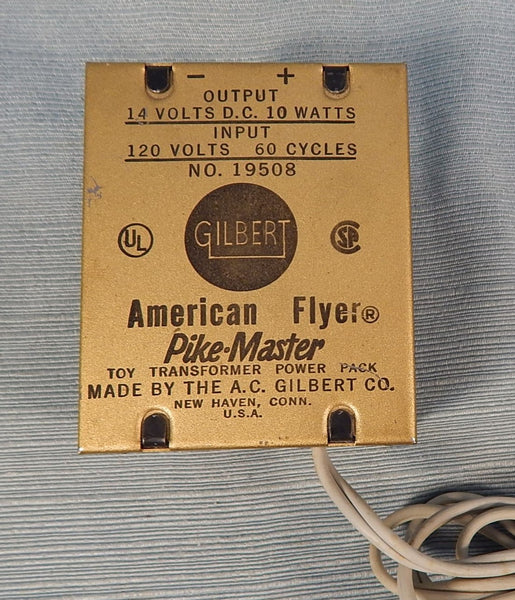 - +
OUTPUT
14 VOLTS D.C. 10 WATTS
INPUT
120 VOLTS 60 CYCLES
NO. 19508
UL GILBERT SP
American Flyer®
Pike-Master
TOY TRANSFORMER POWER PACK
MADE BY THE A.C. GILBERT CO.
NEW HAVEN, CONN.
U.S.A.